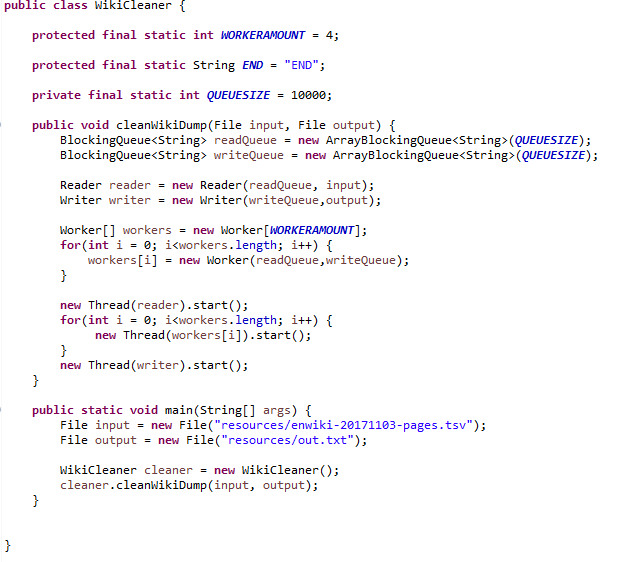 public class WikiCleaner {
protected final static int WORKERAMOUNT = 4;
protected final static String END = "END";
private final static int QUEUESIZE = 10000;
public void cleanWikiDump(File input, File output) {
BlockingQueue<String> readQueue = new ArrayBlockingQueue<String>(QUEUESIZE);
BlockingQueue<String> writeQueue = new ArrayBlockingQueue<String>(QUEUESIZE);
Reader reader = new Reader(readQueue, input);
Writer writer = new Writer(writeQueue,output);
Worker[] workers = new Worker[WORKERAMOUNT];
for(int i = 0; i<workers.length; i++) {
workers[i] = new Worker(readQueue,writeQueue);
}
new Thread(reader).start();
for(int i = 0; i<workers.length; i++) {
new Thread(workers[i]).start();
}
new Thread(writer).start();
}
public static void main(String[] args) {
File input = new File("resources/enwiki-20171103-pages.tsv");
File output = new File("resources/out.txt");
WikiCleaner cleaner = new WikiCleaner();
cleaner.cleanWikiDump(input, output);
}
}